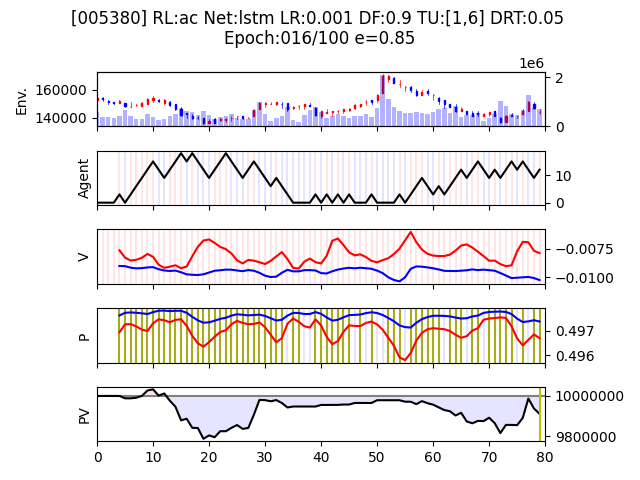 [005380] RL:ac Net:lstm LR:0.001 DF:0.9 TU:[1,6] DRT:0.05
Epoch:016/100 e=0.85
1e6
Env.
160000
140000
2
0
Agent
10
0
V
−0.0075
−0.0100
P
0.497
0.496
PV
10000000
9800000
0 10 20 30 40 50 60 70 80